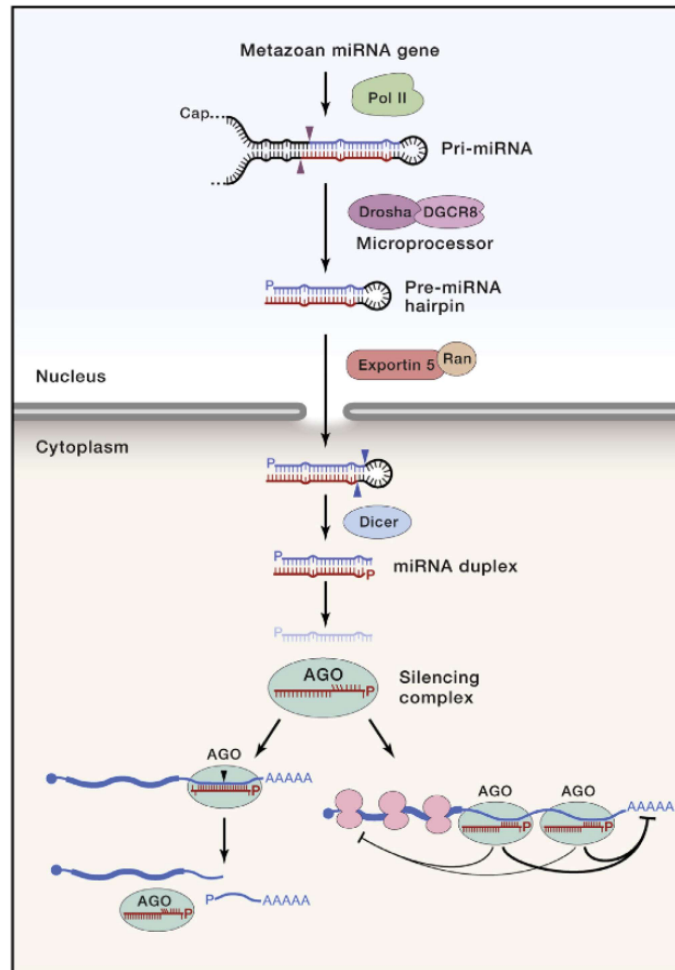 Metazoan miRNA gene
Pol II
Cap
Pri-miRNA
Drosha DGCR8
Microprocessor
P
Pre-miRNA
hairpin
Exportin 5 Ran
Nucleus
Cytoplasm
P
Dicer
P
miRNA duplex
P
P
AGO
P
Silencing
complex
AGO
AAAAA
P
AGO
AGO
AAAAA
P
P
AGO
P
P
AAAAA